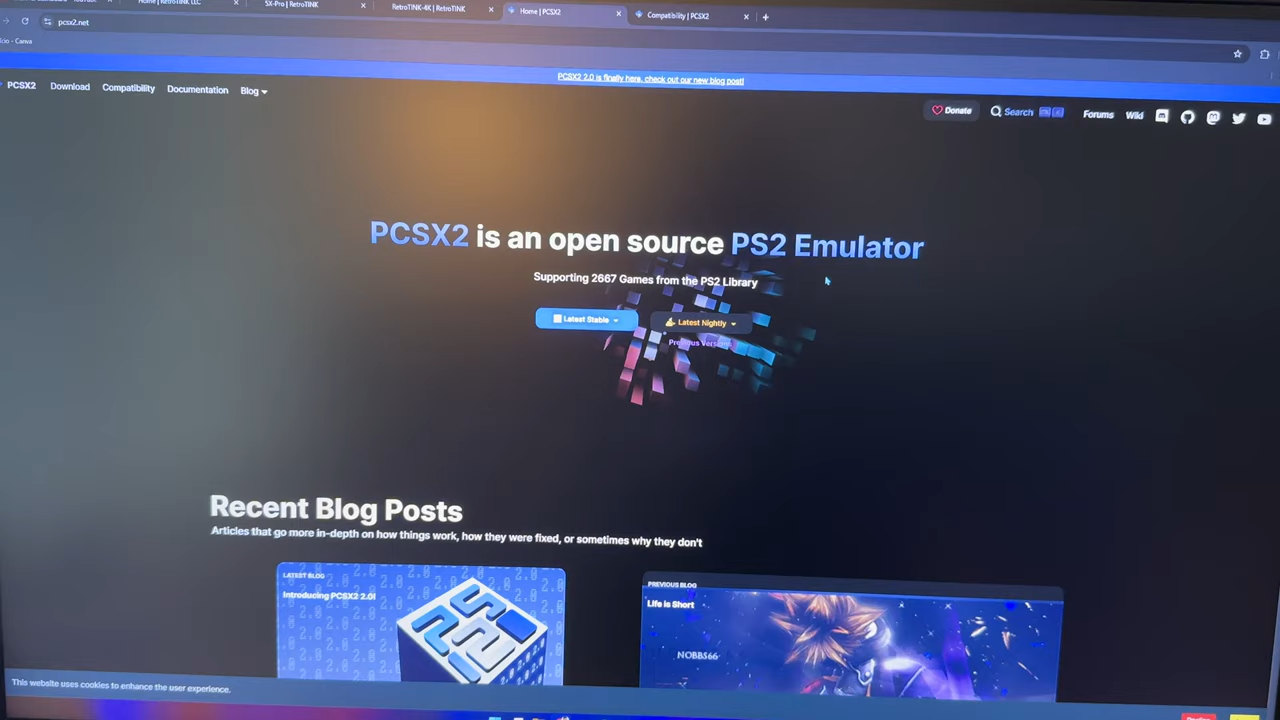 Home | RetroTINK LLC
5X-Pro | RetroTINK
RetroTINK-4K | RetroTINK
Home | PCSX2
Compatibility | PCSX2
pcsx2.net
- Canva
PCSX2 2.0 is finally here, check out our new blog post!
PCSX2
Download
Compatibility
Documentation
Blog
Donate
Search
Forums
Wiki
PCSX2 is an open source PS2 Emulator
Supporting 2667 Games from the PS2 Library
Latest Stable
Latest Nightly
Recent Blog Posts
Articles that go more in-depth on how things work, how they were fixed, or sometimes why they don't
LATEST BLOG
Introducing PCSX2 2.0!
PREVIOUS BLOG
Life is Short
NOBBS66
This website uses cookies to enhance the user experience.